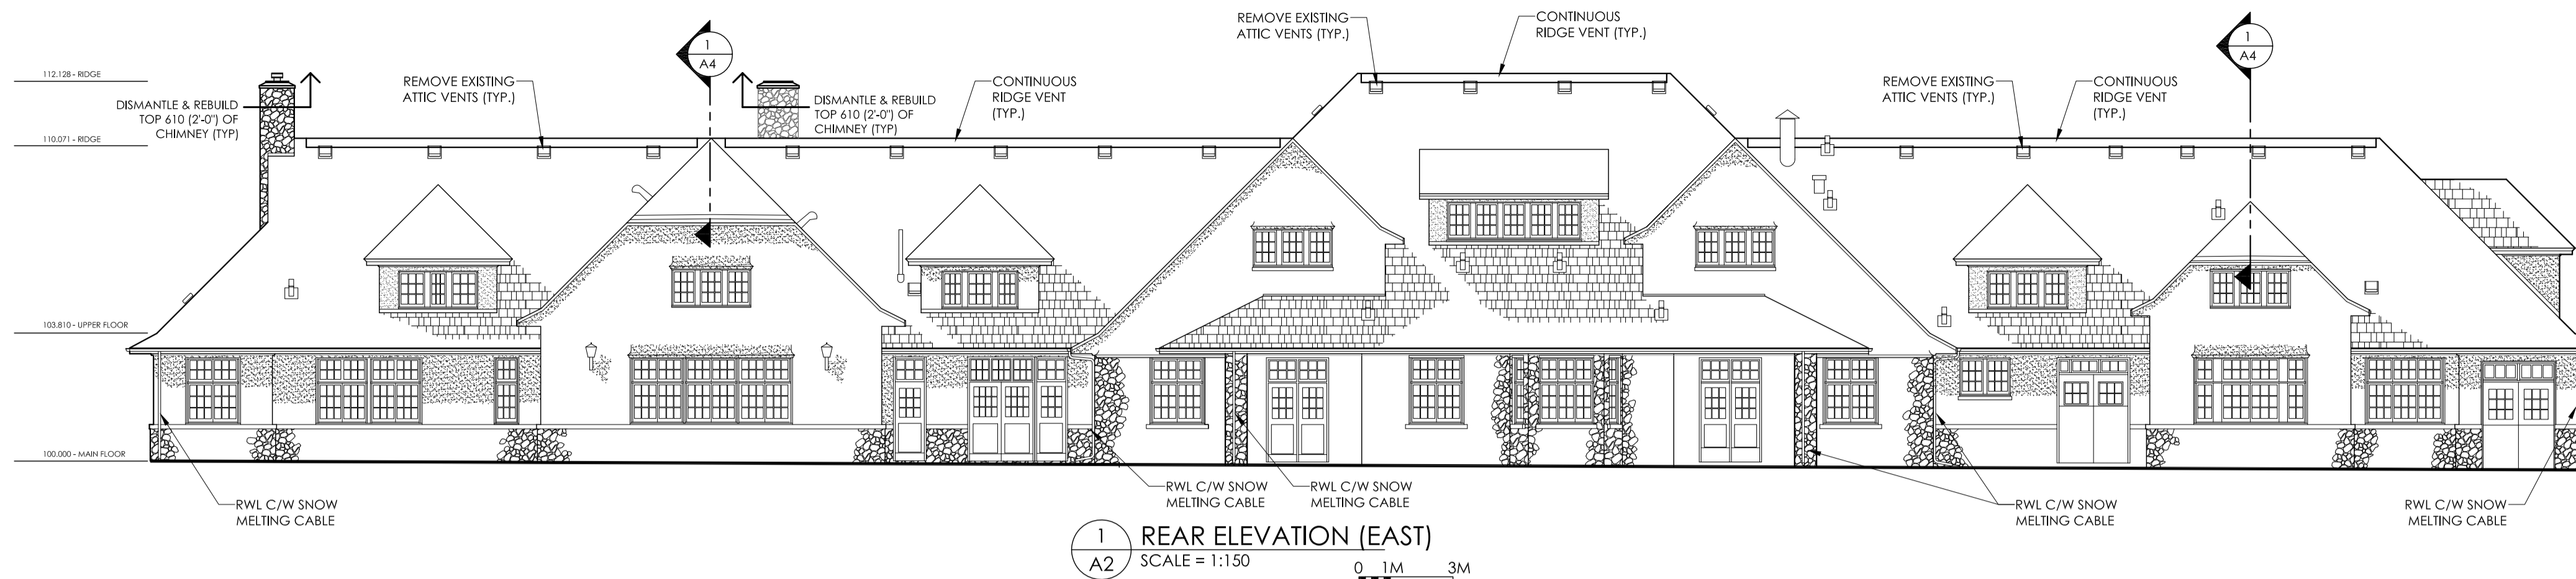 112.128 - RIDGE
DISMANTLE & REBUILD
TOP 610 (2'-0") OF
CHIMNEY (TYP)
110.071 - RIDGE
103.810 - UPPER FLOOR
100.000 - MAIN FLOOR
REMOVE EXISTING
ATTIC VENTS (TYP.)
1
A4
DISMANTLE & REBUILD
TOP 610 (2'-0") OF
CHIMNEY (TYP)
CONTINUOUS
RIDGE VENT
(TYP.)
REMOVE EXISTING
ATTIC VENTS (TYP.)
CONTINUOUS
RIDGE VENT (TYP.)
REMOVE EXISTING
ATTIC VENTS (TYP.)
CONTINUOUS
RIDGE VENT
(TYP.)
1
A4
RWL C/W SNOW
MELTING CABLE
RWL C/W SNOW
MELTING CABLE
RWL C/W SNOW
MELTING CABLE
RWL C/W SNOW
MELTING CABLE
RWL C/W SNOW
MELTING CABLE
1
A2
REAR ELEVATION (EAST)
SCALE = 1:150
0 1M 3M